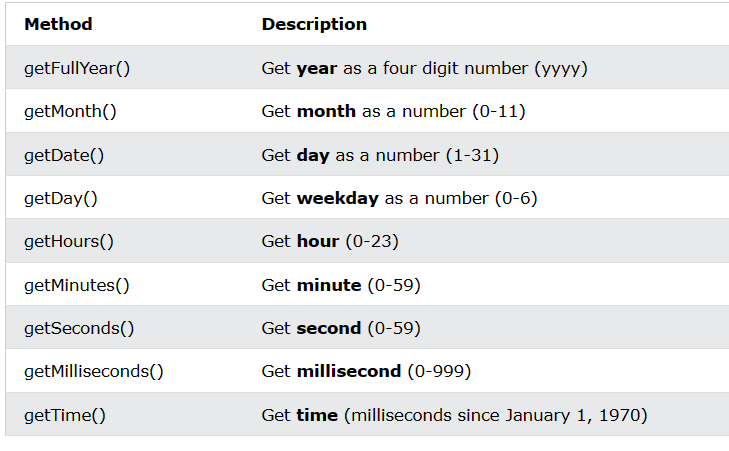 Method Description
getFullYear() Get year as a four digit number (yyyy)
getMonth() Get month as a number (0-11)
getDate() Get day as a number (1-31)
getDay() Get weekday as a number (0-6)
getHours() Get hour (0-23)
getMinutes() Get minute (0-59)
getSeconds() Get second (0-59)
getMilliseconds() Get millisecond (0-999)
getTime() Get time (milliseconds since January 1, 1970)